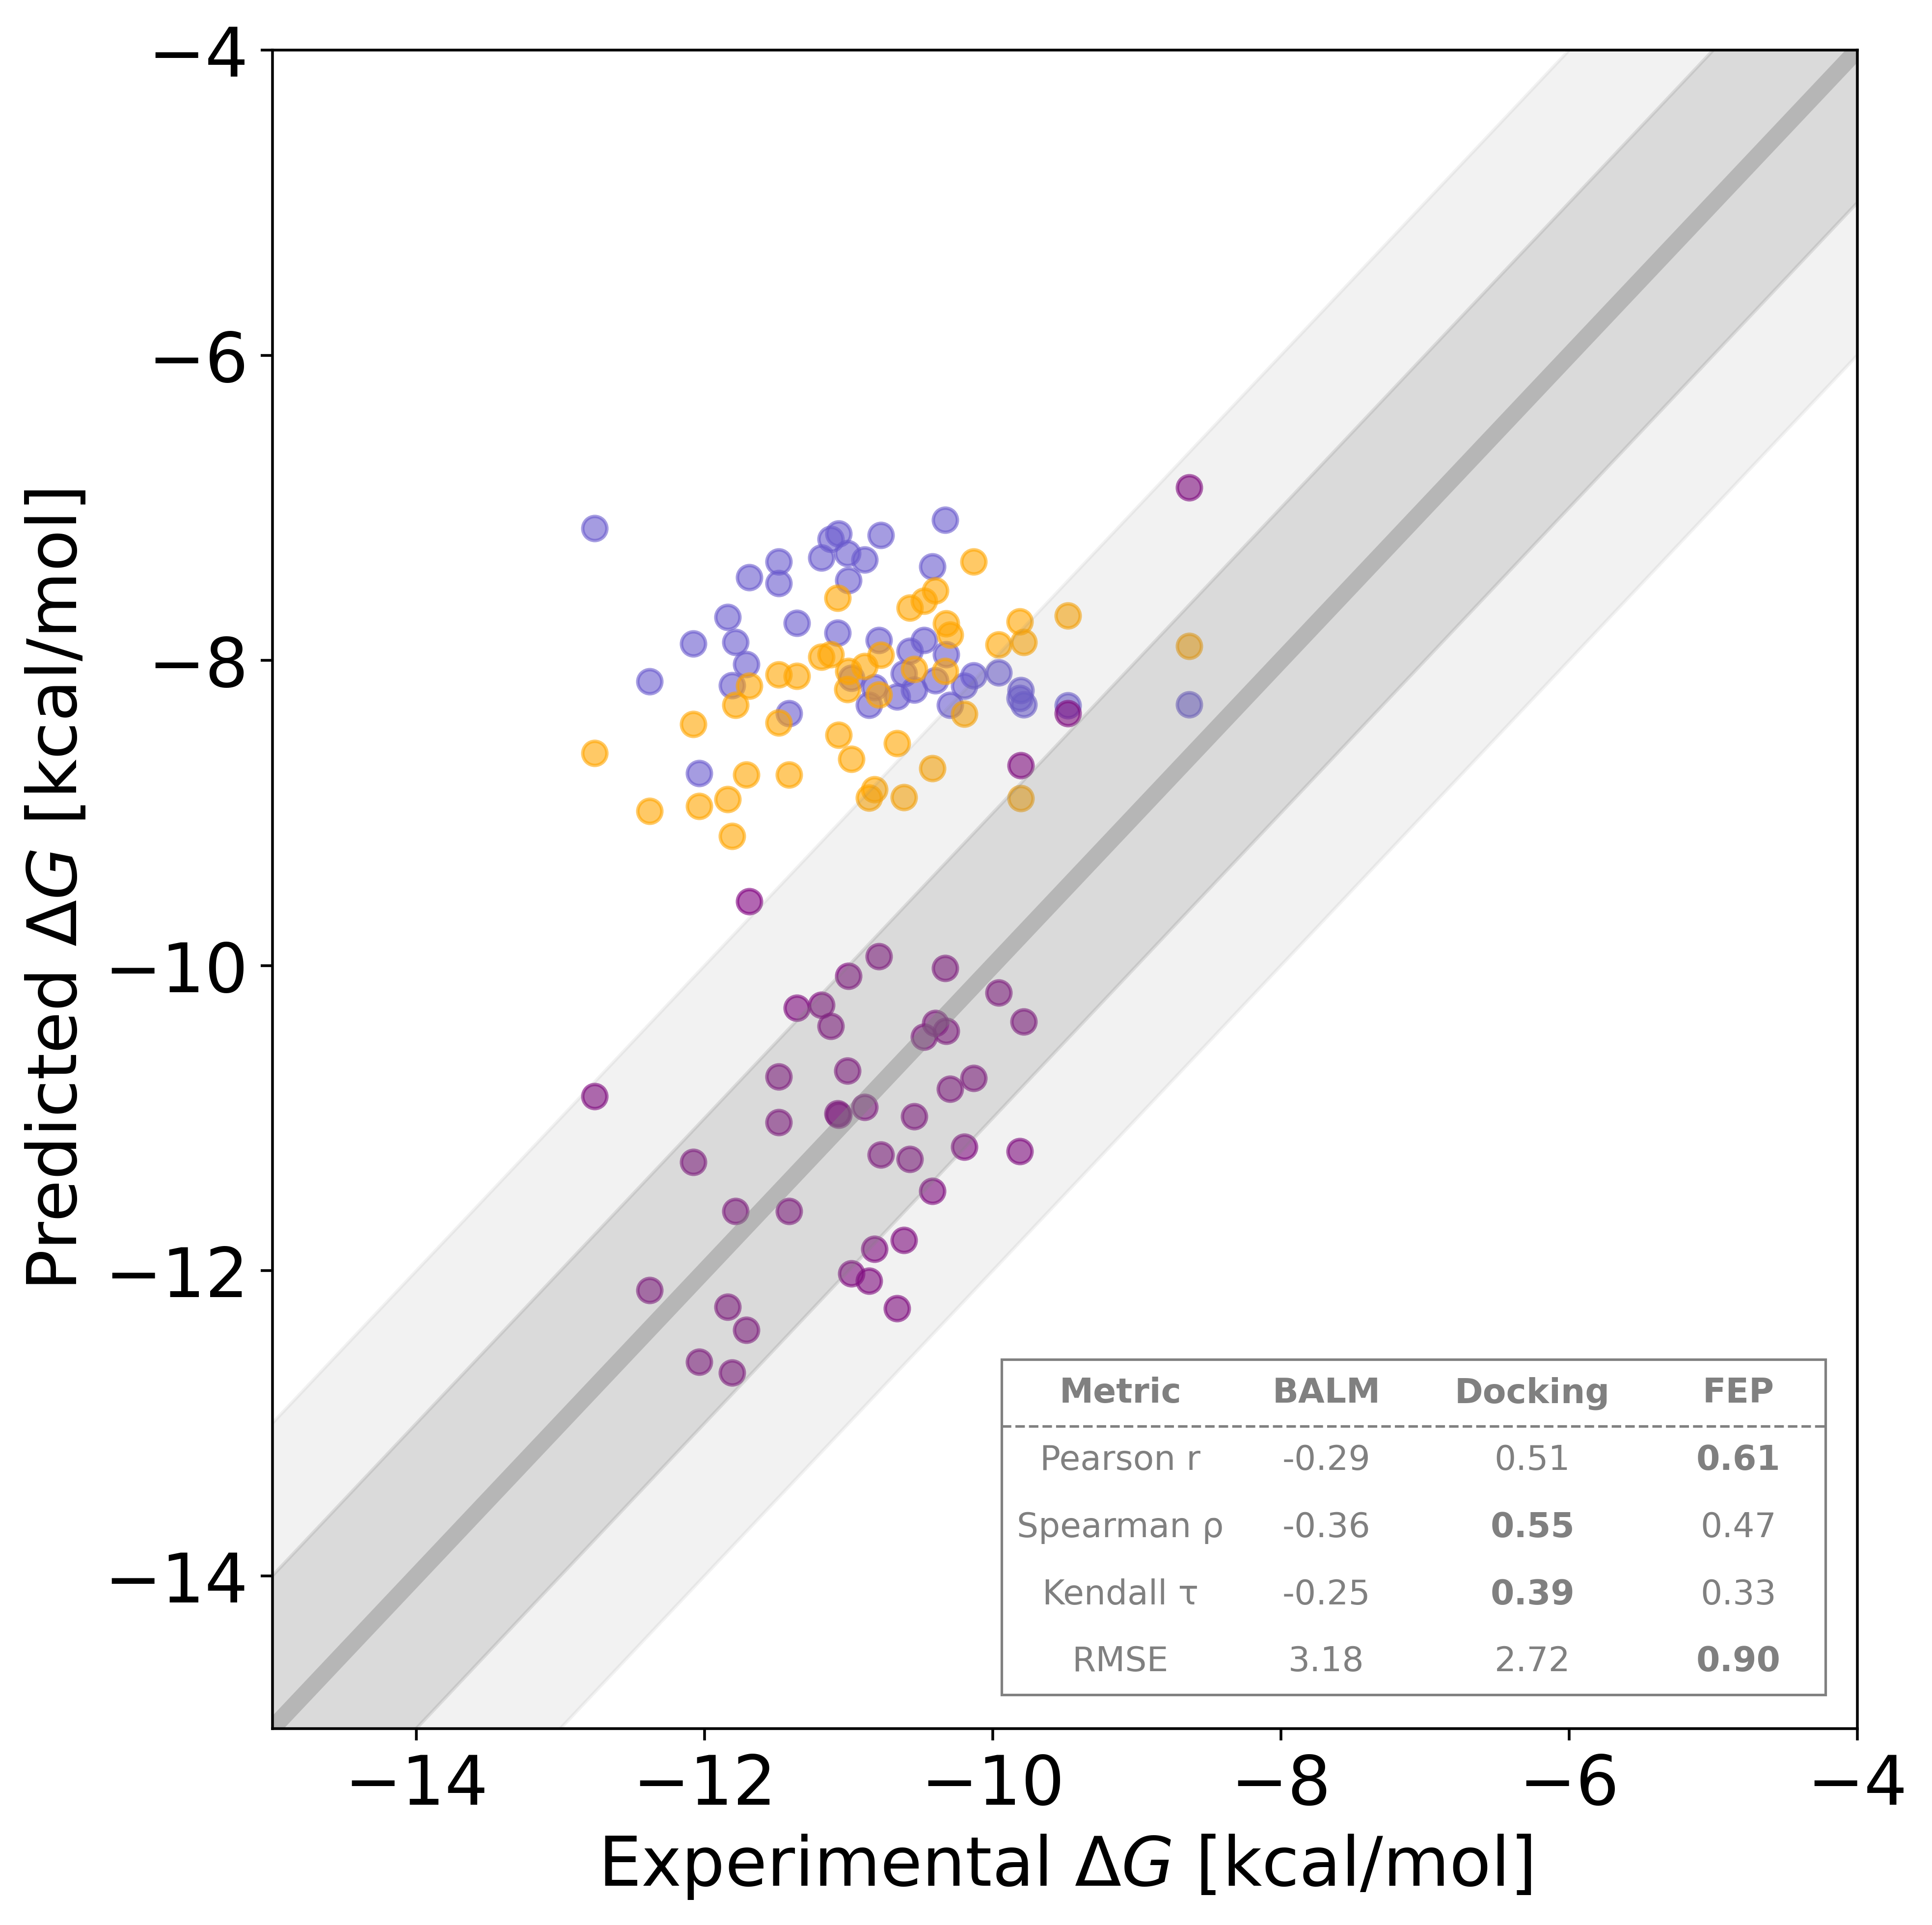 −4
−6
−8
−10
−12
−14
Predicted ΔG [kcal/mol]
Metric BALM Docking FEP
Pearson r -0.29 0.51 0.61
Spearman ρ -0.36 0.55 0.47
Kendall τ -0.25 0.39 0.33
RMSE 3.18 2.72 0.90
−14 −12 −10 −8 −6 −4
Experimental ΔG [kcal/mol]